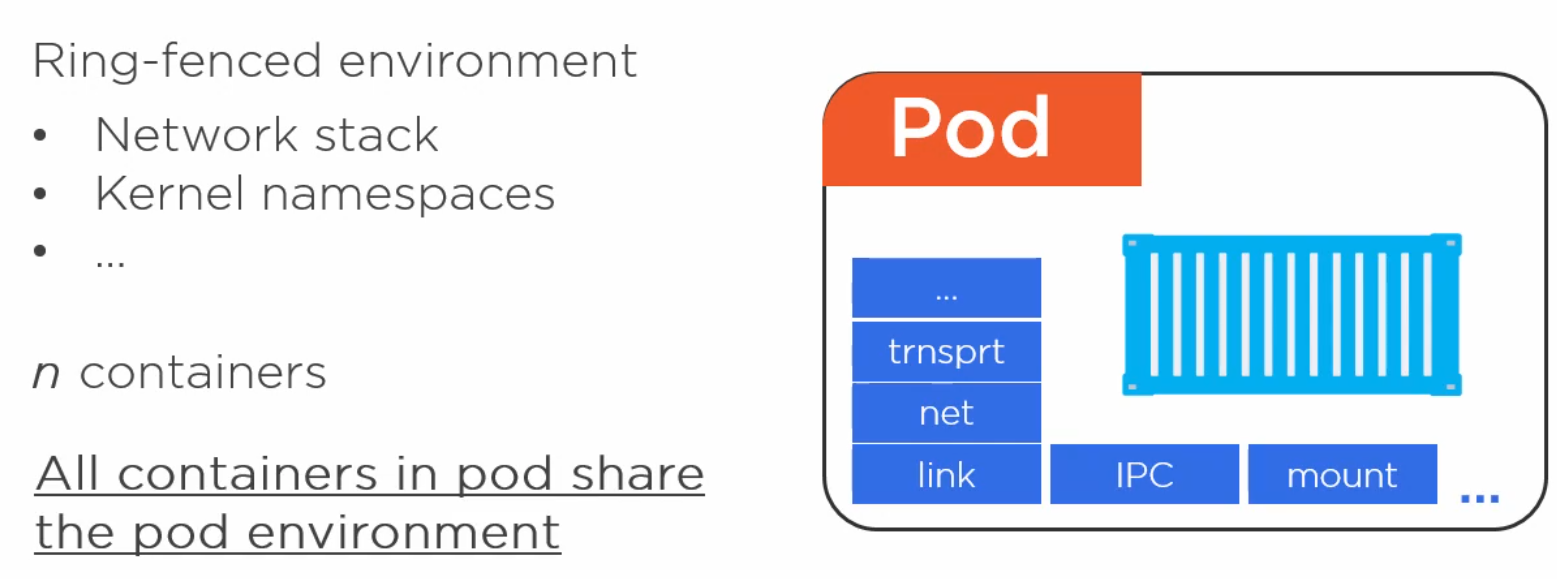 Ring-fenced environment
• Network stack
• Kernel namespaces
• ...
n containers
All containers in pod share
the pod environment
Pod
...
trnsprt
net
link
IPC
mount
...